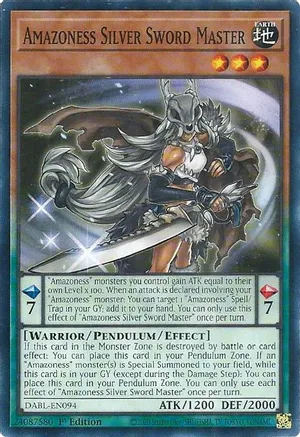 Amazoness Silver Sword Master
EARTH
地
"Amazoness" monsters you control gain ATK equal to
their own Level x 100. When an attack is declared involving
your "Amazoness" monster: You can target 1 "Amazoness" Spell/
Trap in your GY; add it to your hand. You can only use this effect
of "Amazoness Silver Sword Master" once per turn.
7
7
[WARRIOR/PENDULUM/EFFECT]
If this card in the Monster Zone is destroyed by battle or card
effect: You can place this card in your Pendulum Zone. If an
"Amazoness" monster(s) is Special Summoned to your field, while
this card is in your GY (except during the Damage Step): You can
place this card in your Pendulum Zone. You can only use each
effect of "Amazoness Silver Sword Master" once per turn.
DABL-EN094
ATK/1200 DEF/2000
1st Edition